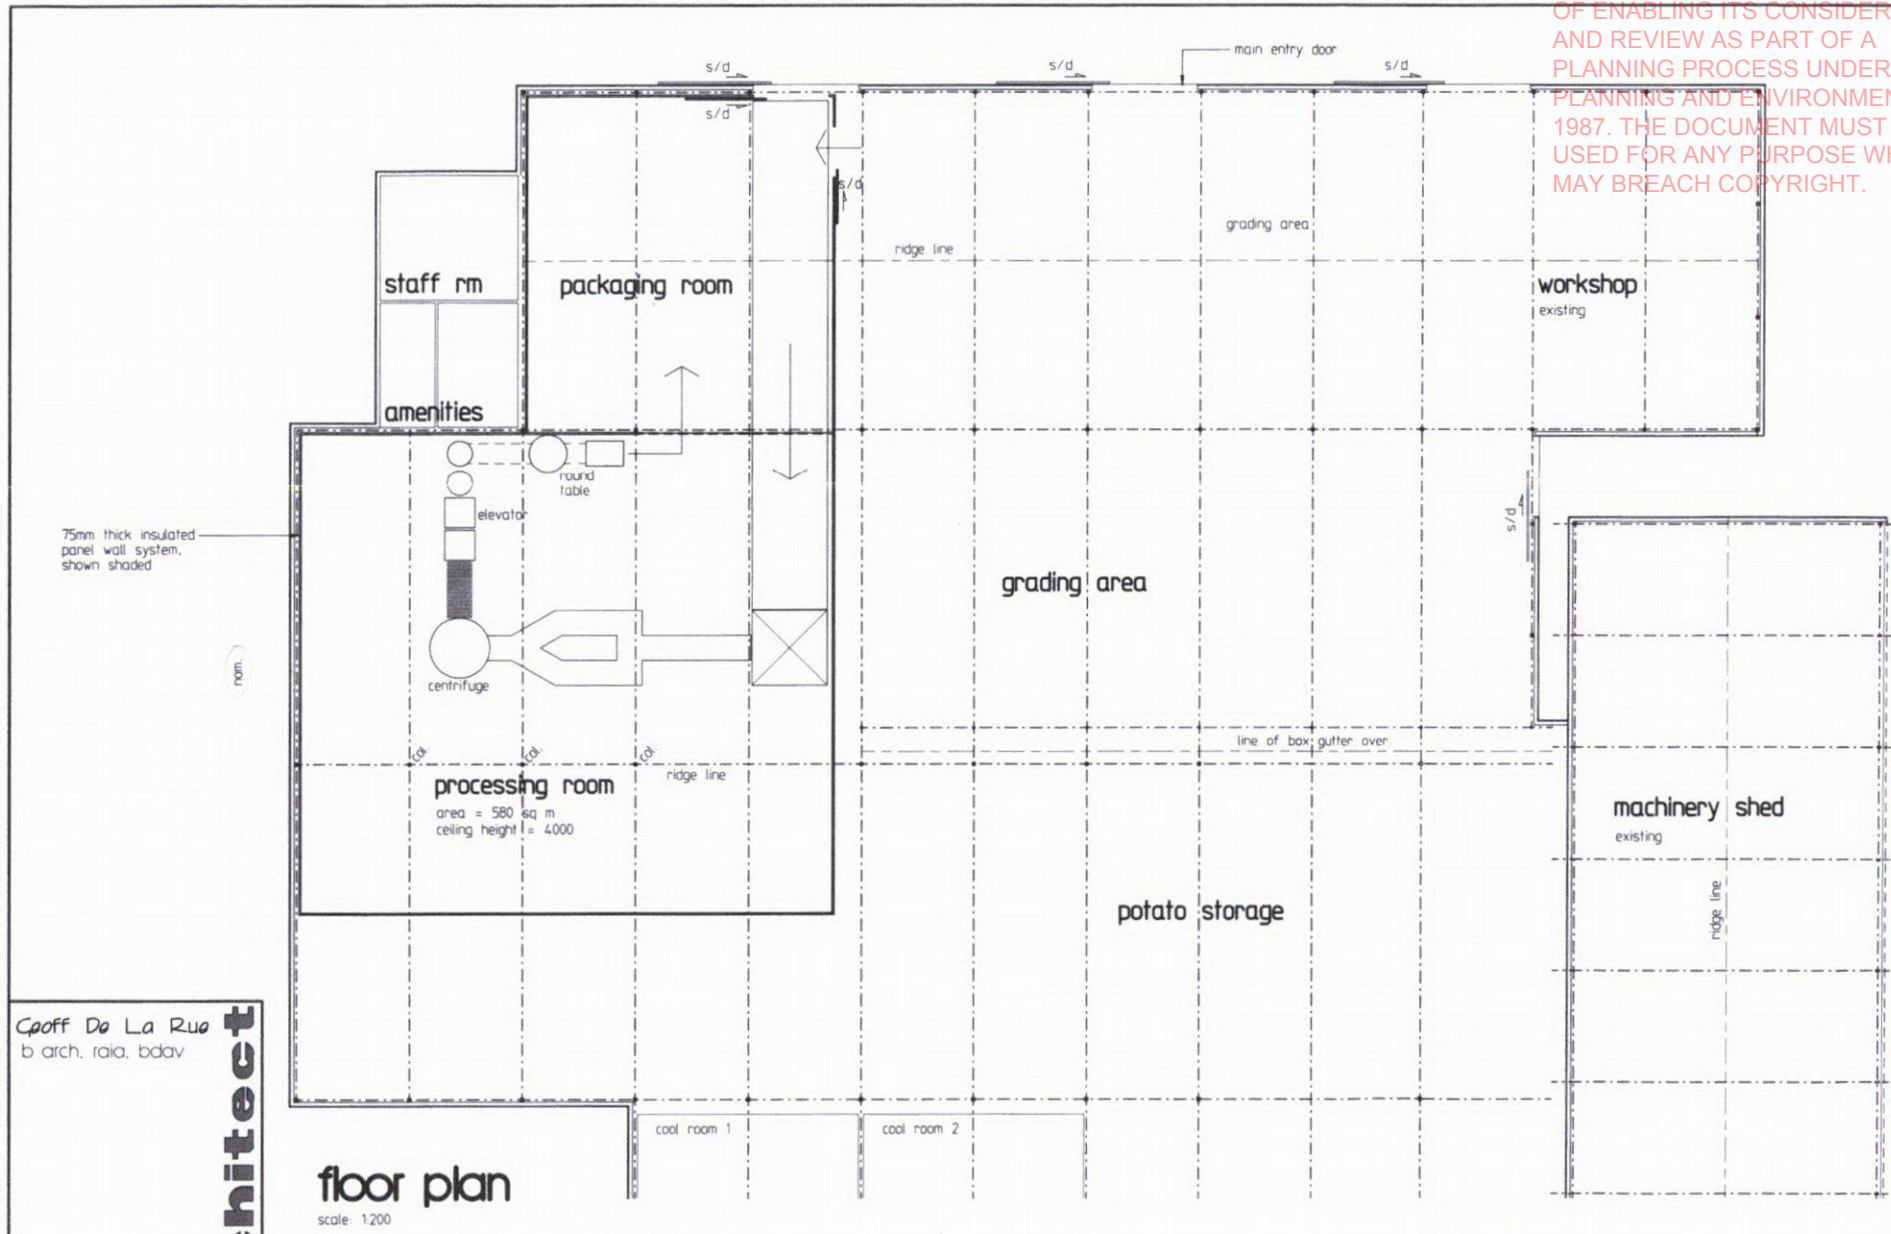 OF ENABLING ITS CONSIDER
AND REVIEW AS PART OF A
PLANNING PROCESS UNDER
PLANNING AND ENVIRONMEN
1987. THE DOCUMENT MUST
USED FOR ANY PURPOSE WH
MAY BREACH COPYRIGHT.
main entry door
s/d
s/d
s/d
s/d
s/d
grading area
ridge line
staff rm
packaging room
workshop
existing
amenities
round
table
elevator
s/d
75mm thick insulated
panel wall system,
shown shaded
grading area
nom.
centrifuge
line of box gutter over
col.
col.
col.
ridge line
processing room
area = 580 sq m
ceiling height = 4000
machinery shed
existing
ridge line
potato storage
Geoff De La Rue
b arch, raia, bdav
chitect
cool room 1
cool room 2
floor plan
scale: 1:200